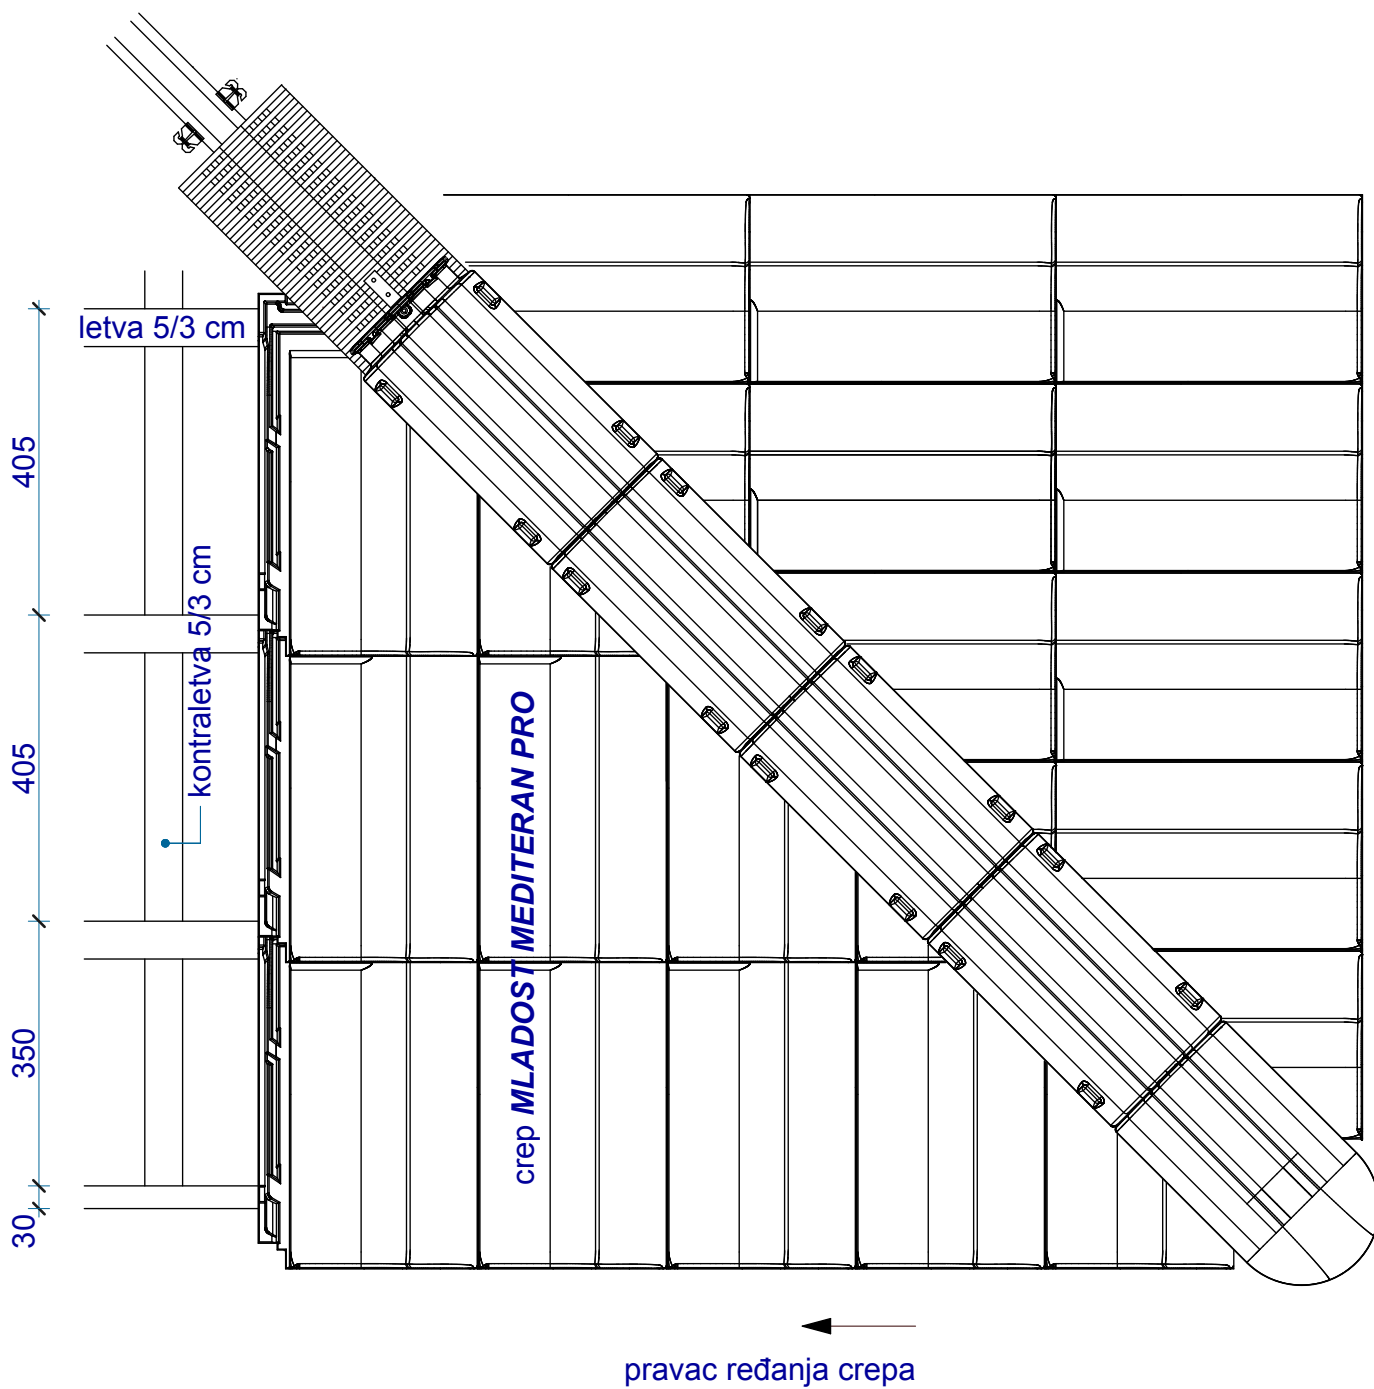 letva 5/3 cm
405
kontraletva 5/3 cm
405
crep MLADOST MEDITERAN PRO
350
30
pravac ređanja crepa